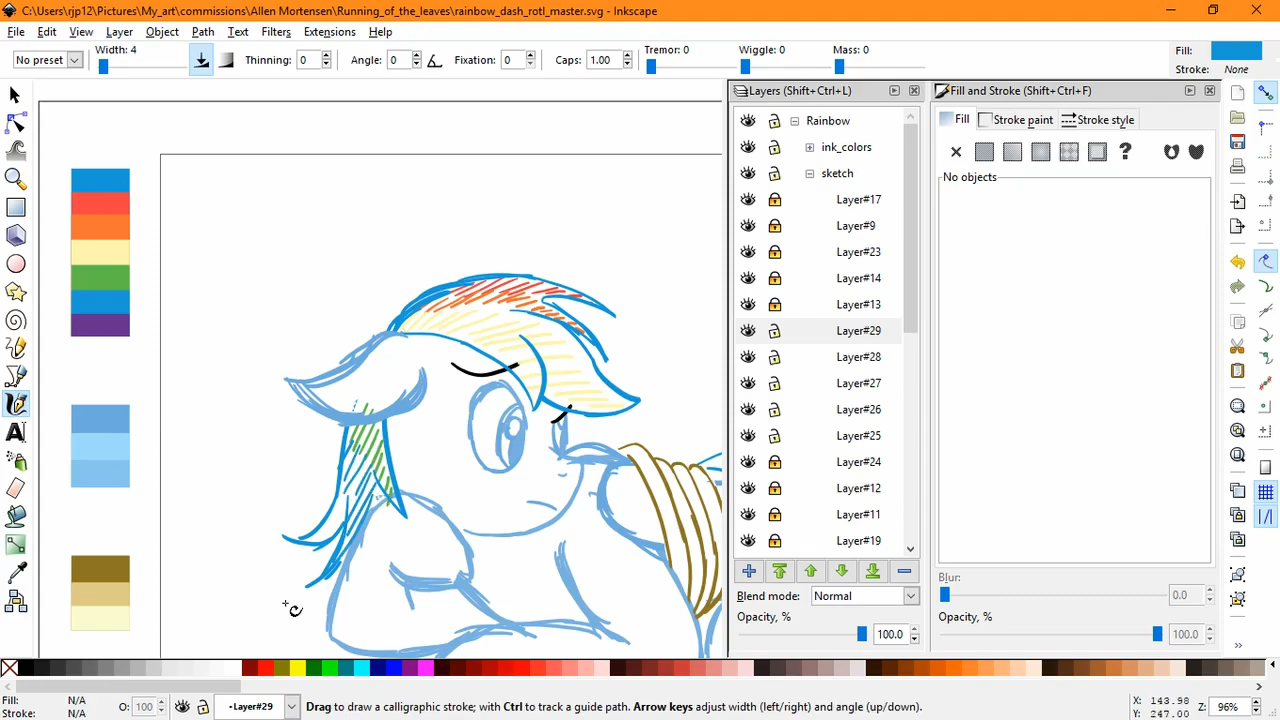 C:\Users\rjp12\Pictures\My_art\commissions\Allen Mortensen\Running_of_the_leaves\rainbow_dash_rotl_master.svg - Inkscape
File Edit View Layer Object Path Text Filters Extensions Help
No preset Width: 4 Thinning: 0 Angle: 0 Fixation: 0 Caps: 1.00 Tremor: 0 Wiggle: 0 Mass: 0 Fill:
Stroke: None
Layers (Shift+Ctrl+L)
Rainbow
ink_colors
sketch
Layer#17
Layer#9
Layer#23
Layer#14
Layer#13
Layer#29
Layer#28
Layer#27
Layer#26
Layer#25
Layer#24
Layer#12
Layer#11
Layer#19
Blend mode: Normal
Opacity, %
100.0
Fill and Stroke (Shift+Ctrl+F)
Fill Stroke paint Stroke style
?
No objects
Blur:
0.0
Opacity, %
100.0
Fill: N/A
Stroke: N/A
O: 100
Layer#29
Drag to draw a calligraphic stroke; with Ctrl to track a guide path. Arrow keys adjust width (left/right) and angle (up/down).
X: 143.98
Y: 247.00
Z: 96%